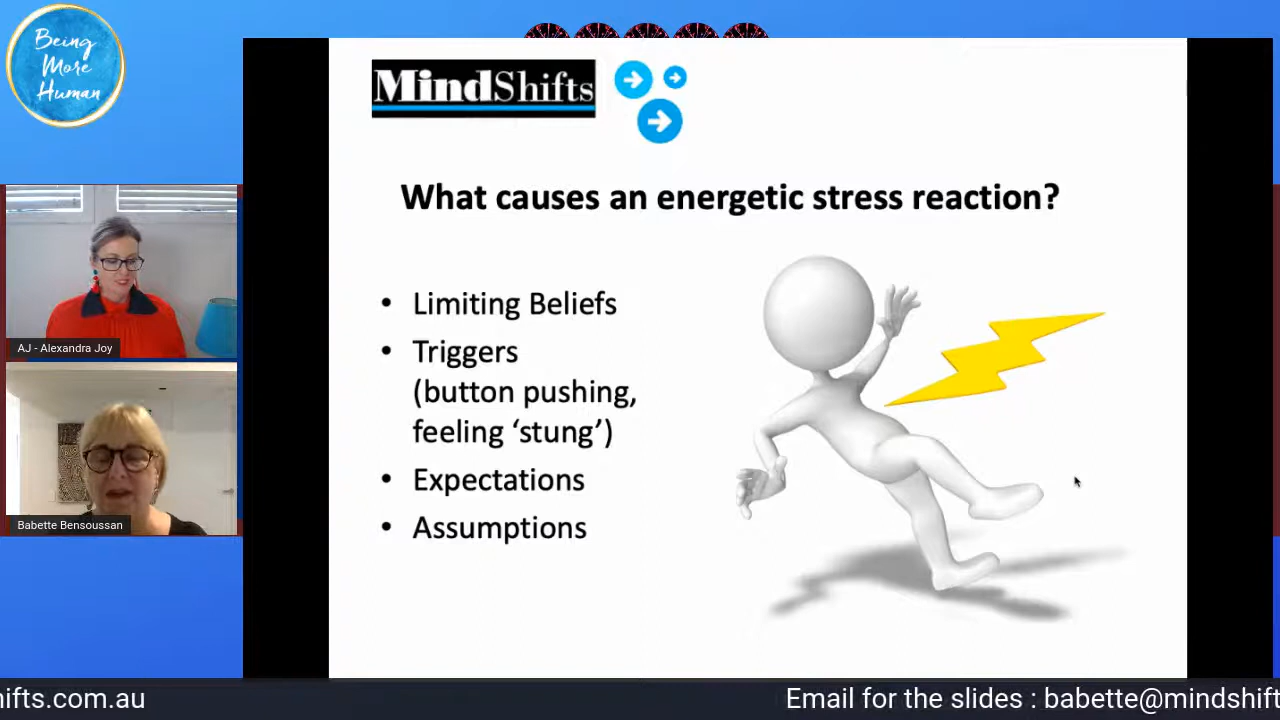 Being
More
Human
MindShifts
What causes an energetic stress reaction?
• Limiting Beliefs
• Triggers
(button pushing,
feeling ‘stung’)
• Expectations
• Assumptions
AJ - Alexandra Joy
Babette Bensoussan
hifts.com.au
Email for the slides : babette@mindshift